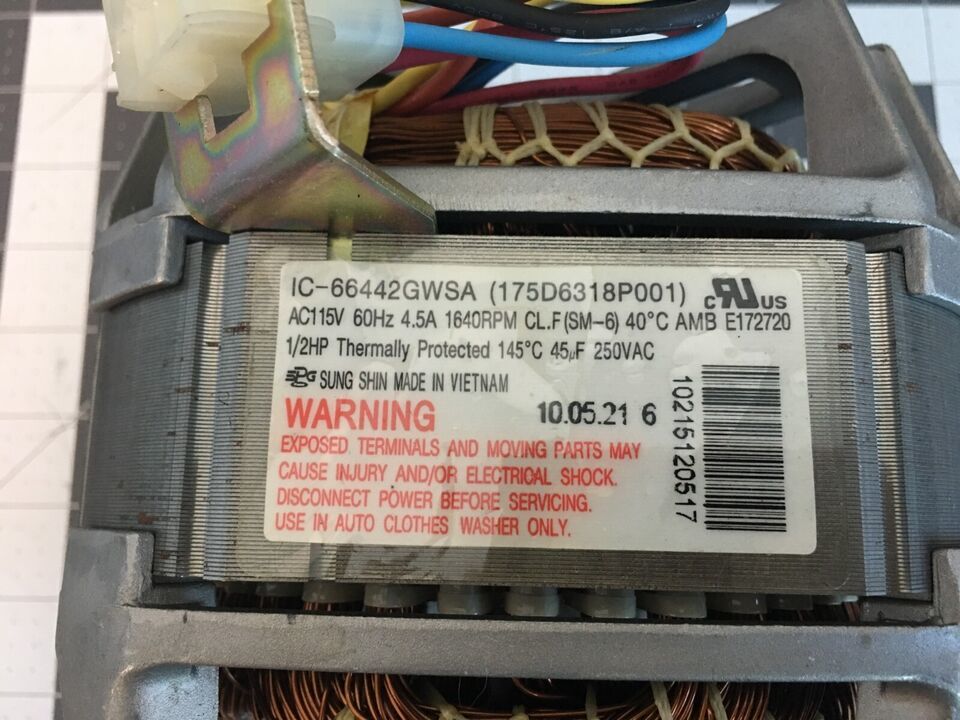 IC-66442GWSA (175D6318P001) c RU us
AC115V 60Hz 4.5A 1640RPM CL.F(SM-6) 40°C AMB E172720
1/2HP Thermally Protected 145°C 45μF 250VAC
SUNG SHIN MADE IN VIETNAM
WARNING 10.05.21 6
EXPOSED TERMINALS AND MOVING PARTS MAY
CAUSE INJURY AND/OR ELECTRICAL SHOCK.
DISCONNECT POWER BEFORE SERVICING.
USE IN AUTO CLOTHES WASHER ONLY.
10215120517